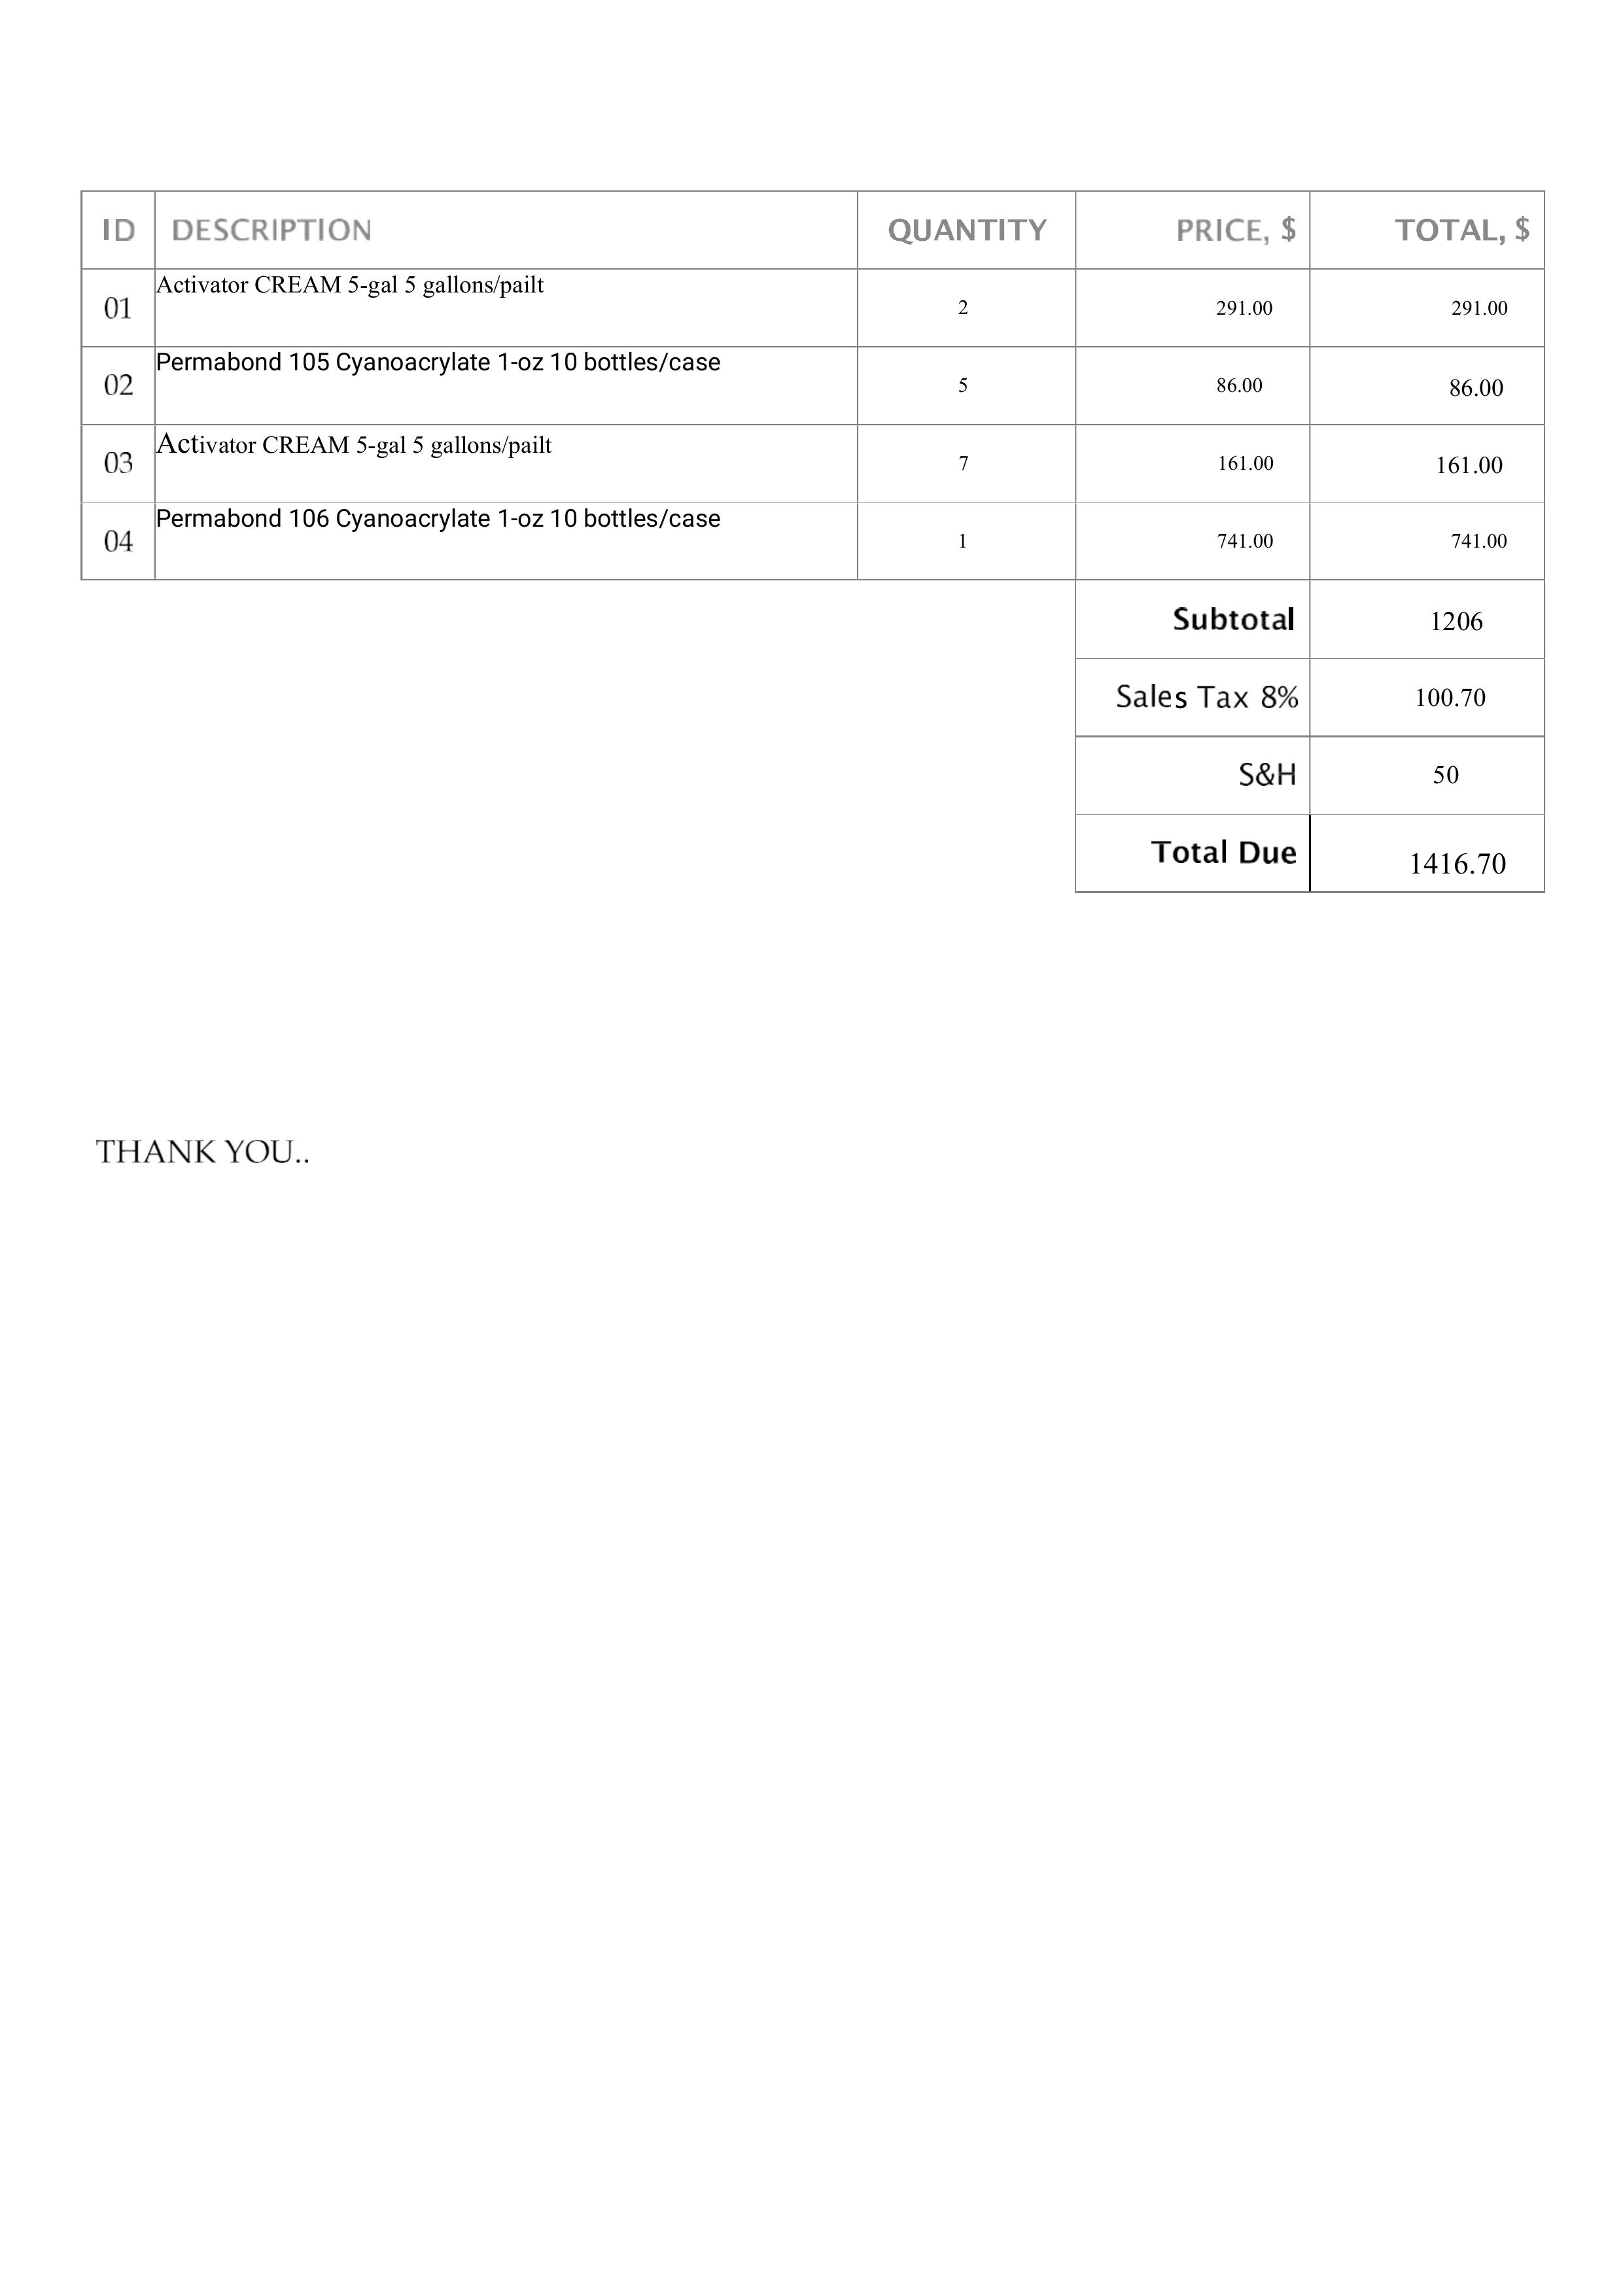 ID DESCRIPTION QUANTITY PRICE, $ TOTAL, $
01 Activator CREAM 5-gal 5 gallons/pailt 2 291.00 291.00
02 Permabond 105 Cyanoacrylate 1-oz 10 bottles/case 5 86.00 86.00
03 Activator CREAM 5-gal 5 gallons/pailt 7 161.00 161.00
04 Permabond 106 Cyanoacrylate 1-oz 10 bottles/case 1 741.00 741.00
Subtotal 1206
Sales Tax 8% 100.70
S&H 50
Total Due 1416.70
THANK YOU..